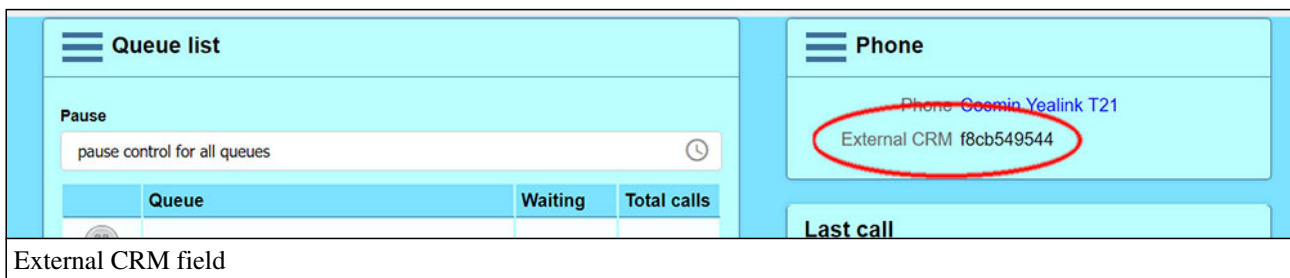 Queue list
Pause
pause control for all queues
Queue Waiting Total calls
Phone
Phone Cosmin Yealink T21
External CRM f8cb549544
Last call
External CRM field